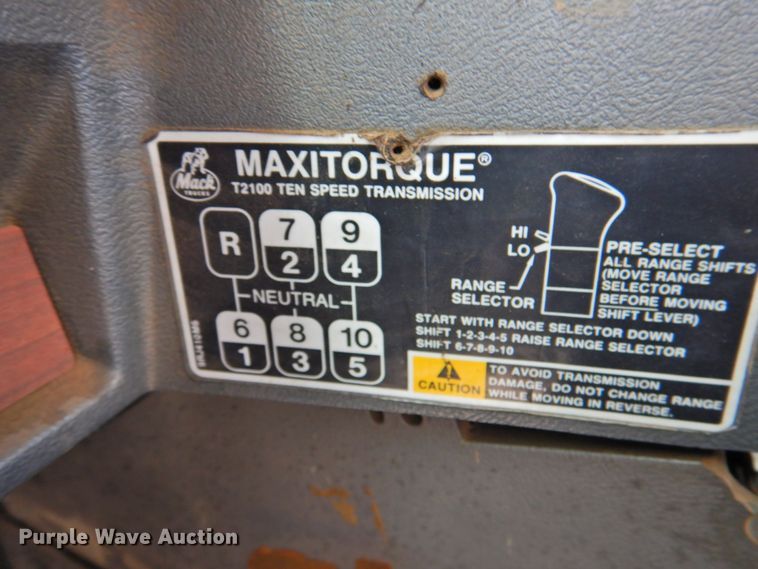 Mack
TRUCKS
MAXITORQUE®
T2100 TEN SPEED TRANSMISSION
R
7
2
9
4
NEUTRAL
6
1
8
3
10
5
HI
LO
RANGE
SELECTOR
PRE-SELECT
ALL RANGE SHIFTS
(MOVE RANGE
SELECTOR
BEFORE MOVING
SHIFT LEVER)
START WITH RANGE SELECTOR DOWN
SHIFT 1-2-3-4-5 RAISE RANGE SELECTOR
SHIFT 6-7-8-9-10
CAUTION
TO AVOID TRANSMISSION
DAMAGE, DO NOT CHANGE RANGE
WHILE MOVING IN REVERSE.
Purple Wave Auction